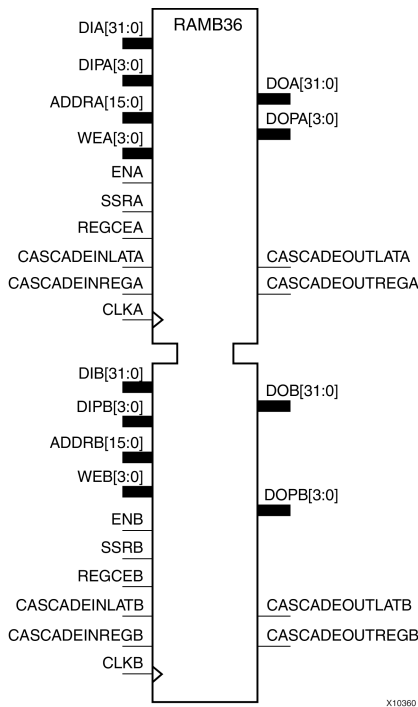 RAMB36
DIA[31:0]
DIPA[3:0]
ADDRA[15:0]
WEA[3:0]
ENA
SSRA
REGCEA
CASCADEINLATA
CASCADEINREGA
CLKA
DOA[31:0]
DOPA[3:0]
CASCADEOUTLATA
CASCADEOUTREGA
DIB[31:0]
DIPB[3:0]
ADDRB[15:0]
WEB[3:0]
ENB
SSRB
REGCEB
CASCADEINLATB
CASCADEINREGB
CLKB
DOB[31:0]
DOPB[3:0]
CASCADEOUTLATB
CASCADEOUTREGB
X10360